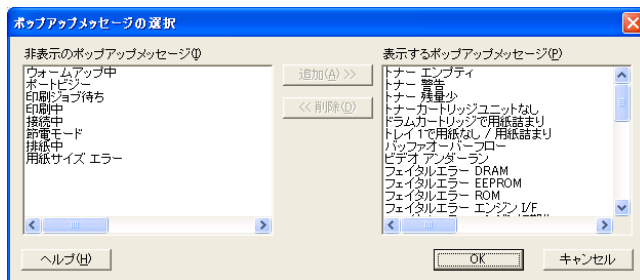 ポップアップメッセージの選択
非表示のポップアップメッセージ(I)
ウォームアップ中
ポートビジー
印刷ジョブ待ち
印刷中
接続中
節電モード
排紙中
用紙サイズ エラー
追加(A) >>
<< 削除(D)
表示するポップアップメッセージ(P)
トナー エンプティ
トナー 警告
トナー 残量少
トナーカートリッジユニットなし
ドラムカートリッジで用紙詰まり
トレイ 1で用紙なし / 用紙詰まり
バッファオーバーフロー
ビデオ アンダーラン
フェイタルエラー DRAM
フェイタルエラー EEPROM
フェイタルエラー ROM
フェイタルエラー エンジン I/F
ヘルプ(H)
OK
キャンセル